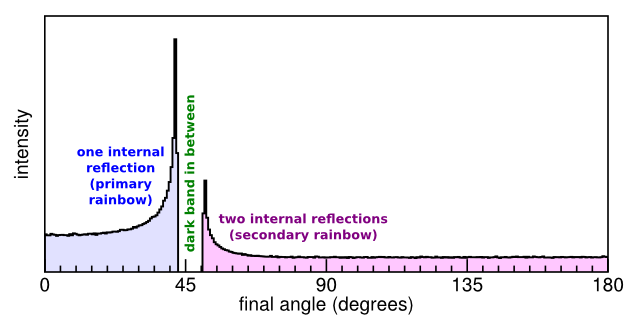 intensity
one internal
reflection
(primary
rainbow)
dark band in between
two internal reflections
(secondary rainbow)
0
45
90
135
180
final angle (degrees)